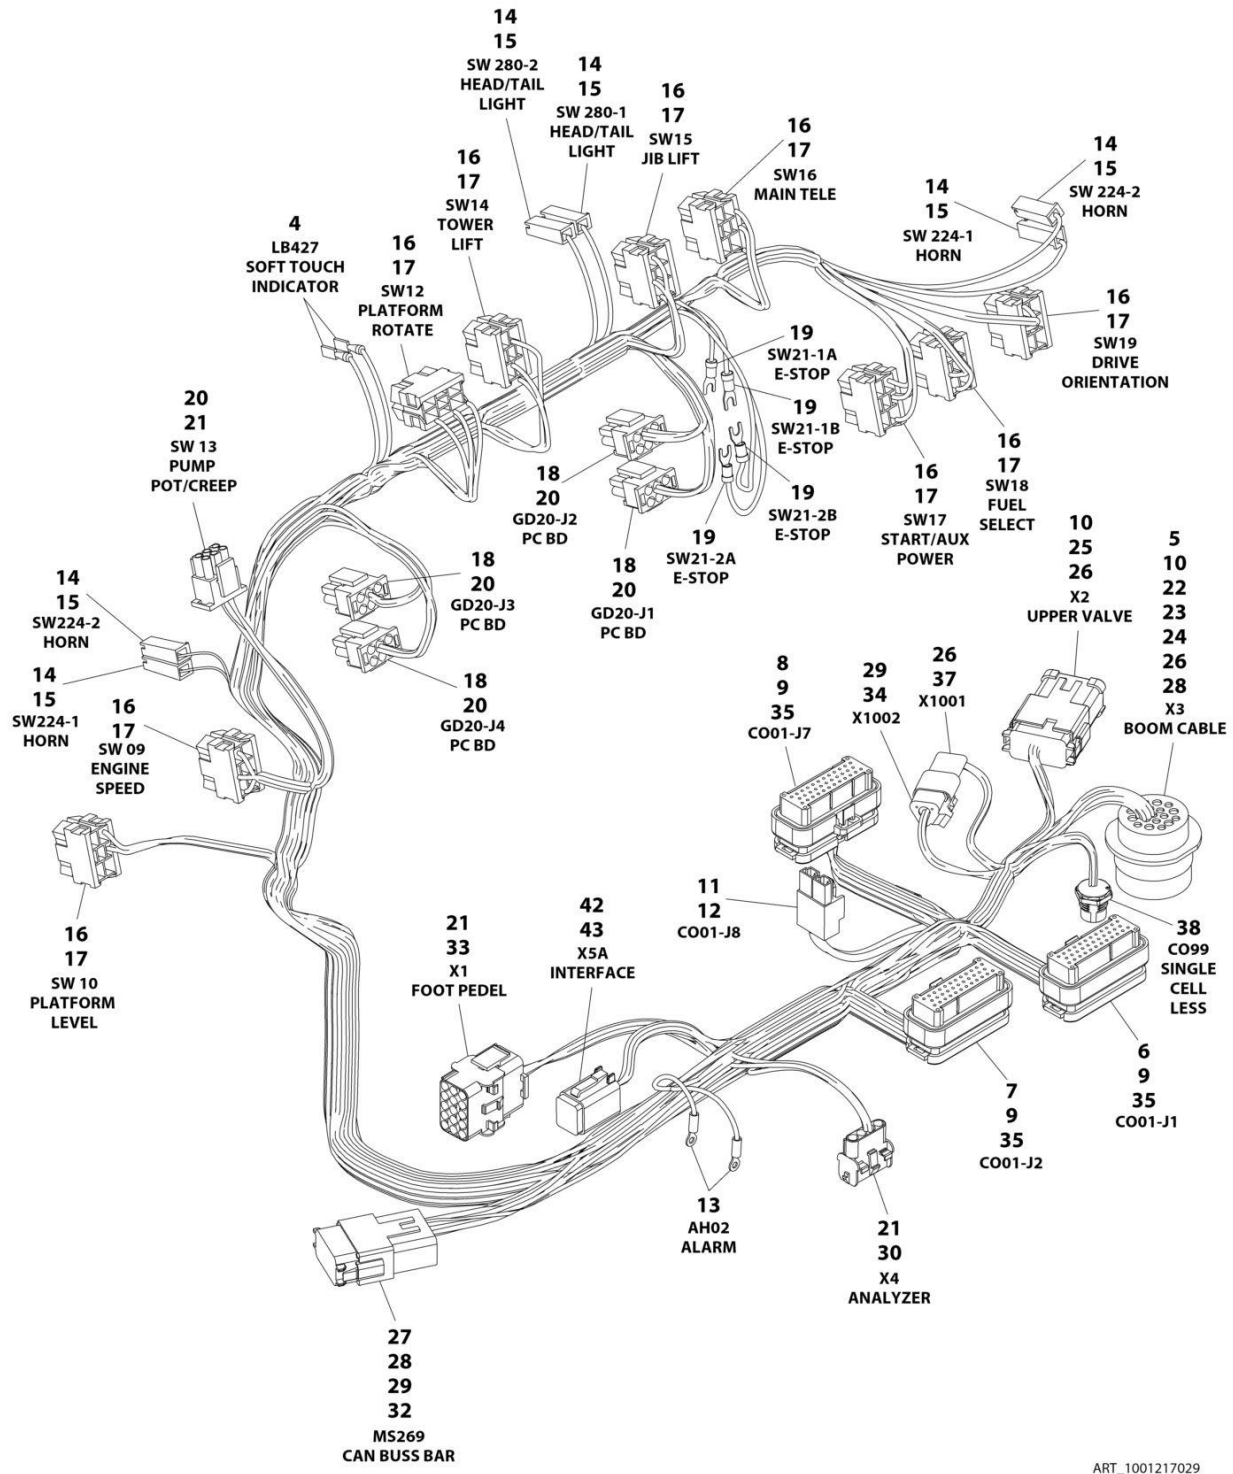 14
15
SW 280-2
HEAD/TAIL
LIGHT
14
15
SW 280-1
HEAD/TAIL
LIGHT
16
17
SW15
JIB LIFT
16
17
SW16
MAIN TELE
14
15
SW 224-2
HORN
14
15
SW 224-1
HORN
16
17
SW14
TOWER
LIFT
4
LB427
SOFT TOUCH
INDICATOR
16
17
SW12
PLATFORM
ROTATE
16
17
SW19
DRIVE
ORIENTATION
19
SW21-1A
E-STOP
19
SW21-1B
E-STOP
20
21
SW 13
PUMP
POT/CREEP
18
20
GD20-J2
PC BD
19
SW21-2B
E-STOP
16
17
SW17
START/AUX
POWER
16
17
SW18
FUEL
SELECT
19
SW21-2A
E-STOP
18
20
GD20-J3
PC BD
18
20
GD20-J1
PC BD
10
25
26
X2
UPPER VALVE
5
10
22
23
24
26
28
X3
BOOM CABLE
14
15
SW224-2
HORN
14
15
SW224-1
HORN
16
17
SW 09
ENGINE
SPEED
18
20
GD20-J4
PC BD
8
9
35
CO01-J7
29
34
X1002
26
37
X1001
11
12
CO01-J8
16
17
SW 10
PLATFORM
LEVEL
21
33
X1
FOOT PEDEL
42
43
X5A
INTERFACE
38
CO99
SINGLE
CELL
LESS
6
9
35
CO01-J1
7
9
35
CO01-J2
13
AH02
ALARM
21
30
X4
ANALYZER
27
28
29
32
MS269
CAN BUSS BAR
ART_1001217029